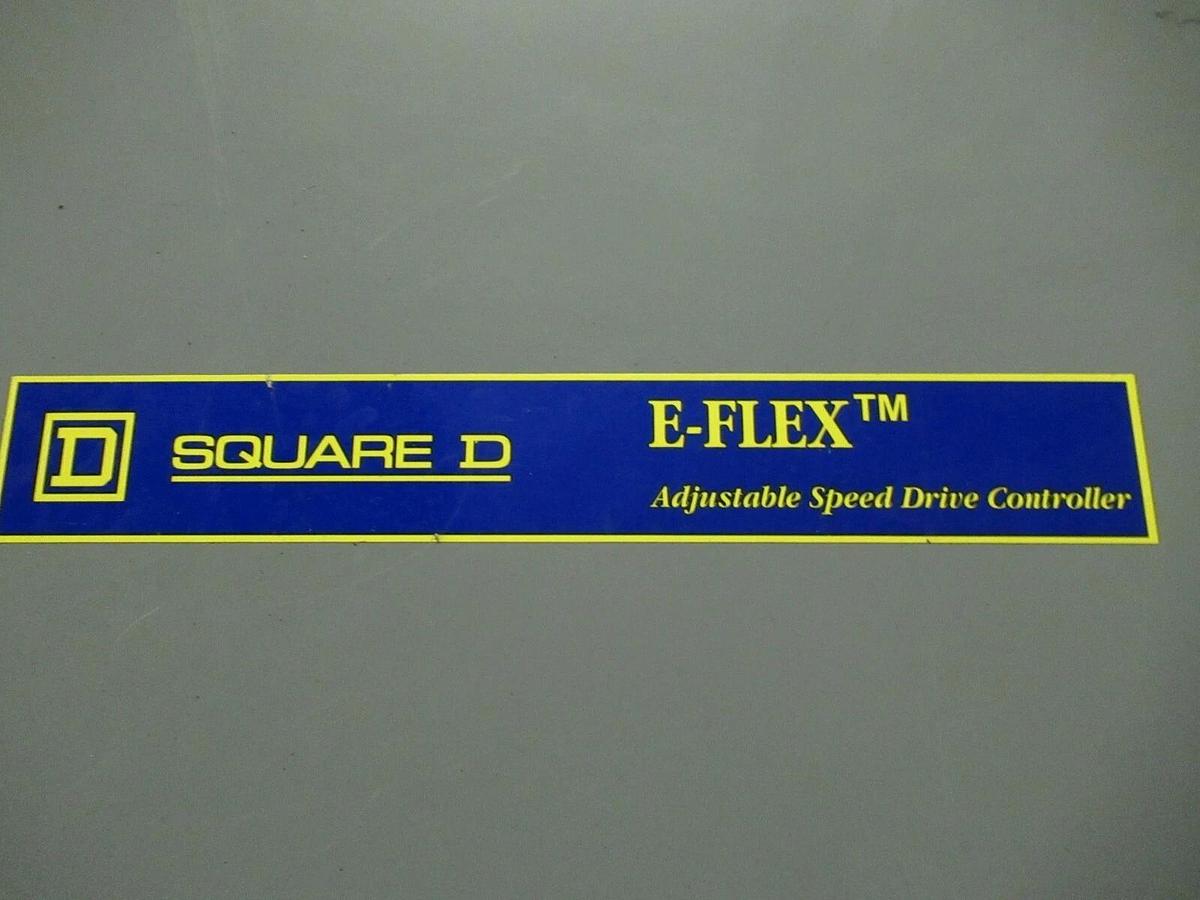 D
SQUARE D
E-FLEX™
Adjustable Speed Drive Controller